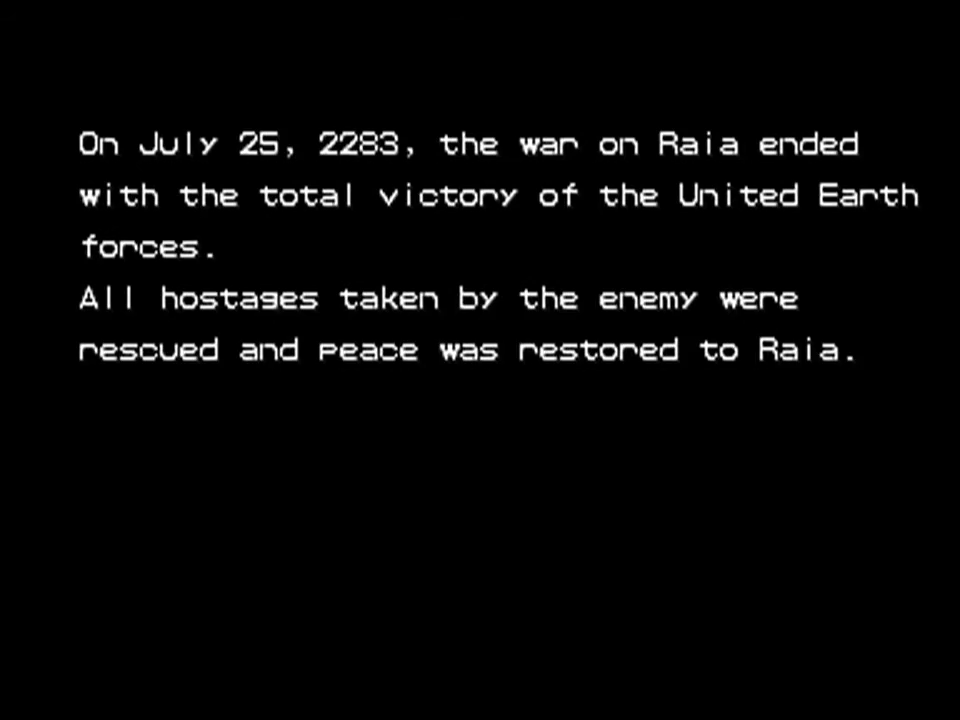 On July 25, 2283, the war on Raia ended
with the total victory of the United Earth
forces.
All hostages taken by the enemy were
rescued and peace was restored to Raia.